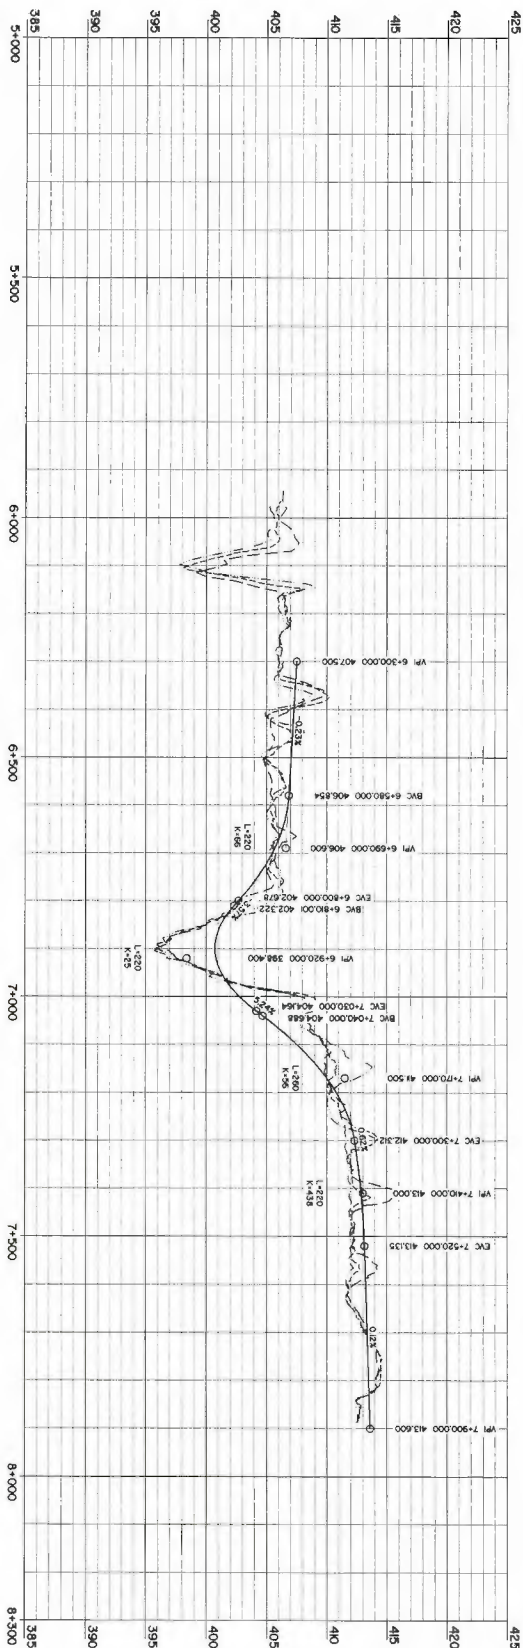 425
420
415
410
405
400
395
390
385
VPI 6+300.000 407.500
-0.23%
BVC 6+580.000 406.854
VPI 6+690.000 406.600
L=220
K=66
EVC 6+800.000 402.678
BVC 6+810.001 402.322
VPI 6+920.000 398.400
L=220
K=25
EVC 7+030.000 404.164
BVC 7+040.000 404.688
5.24%
VPI 7+170.000 411.500
L=260
K=56
EVC 7+300.000 412.312
0.62%
VPI 7+410.000 413.000
L=220
K=438
EVC 7+520.000 413.135
0.12%
VPI 7+900.000 413.600
425
420
415
410
405
400
395
390
385
5+000
5+500
6+000
6+500
7+000
7+500
8+000
8+300